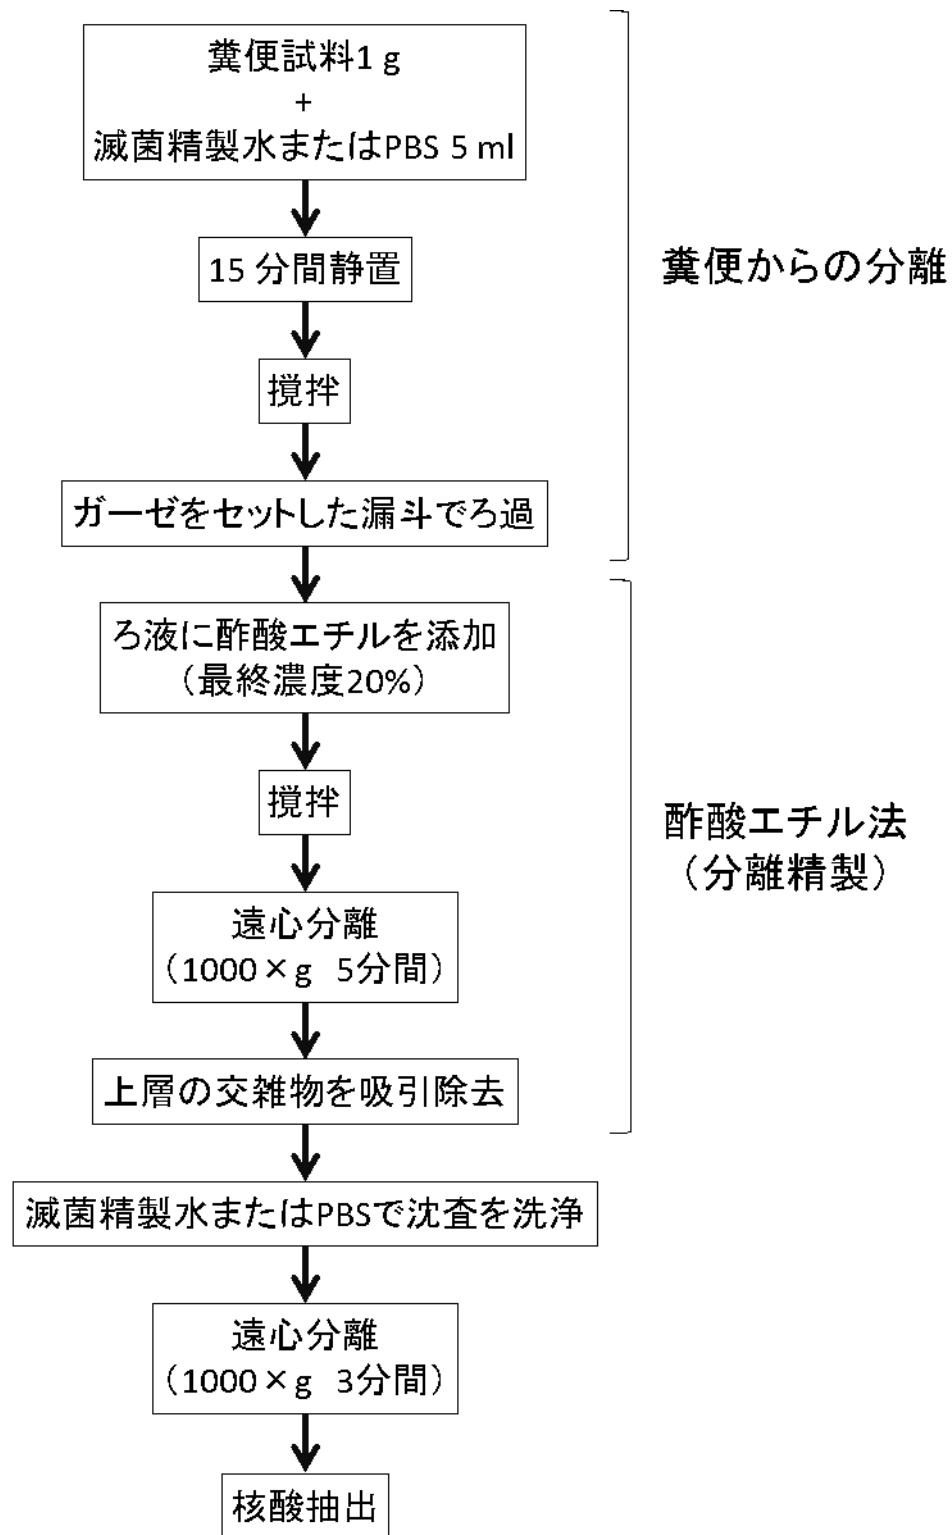 糞便試料1 g
+
滅菌精製水またはPBS 5 ml
15 分間静置
攪拌
ガーゼをセットした漏斗でろ過
糞便からの分離
ろ液に酢酸エチルを添加
（最終濃度20%）
攪拌
遠心分離
（1000×g 5分間）
上層の交雑物を吸引除去
酢酸エチル法
（分離精製）
滅菌精製水またはPBSで沈査を洗浄
遠心分離
（1000×g 3分間）
核酸抽出